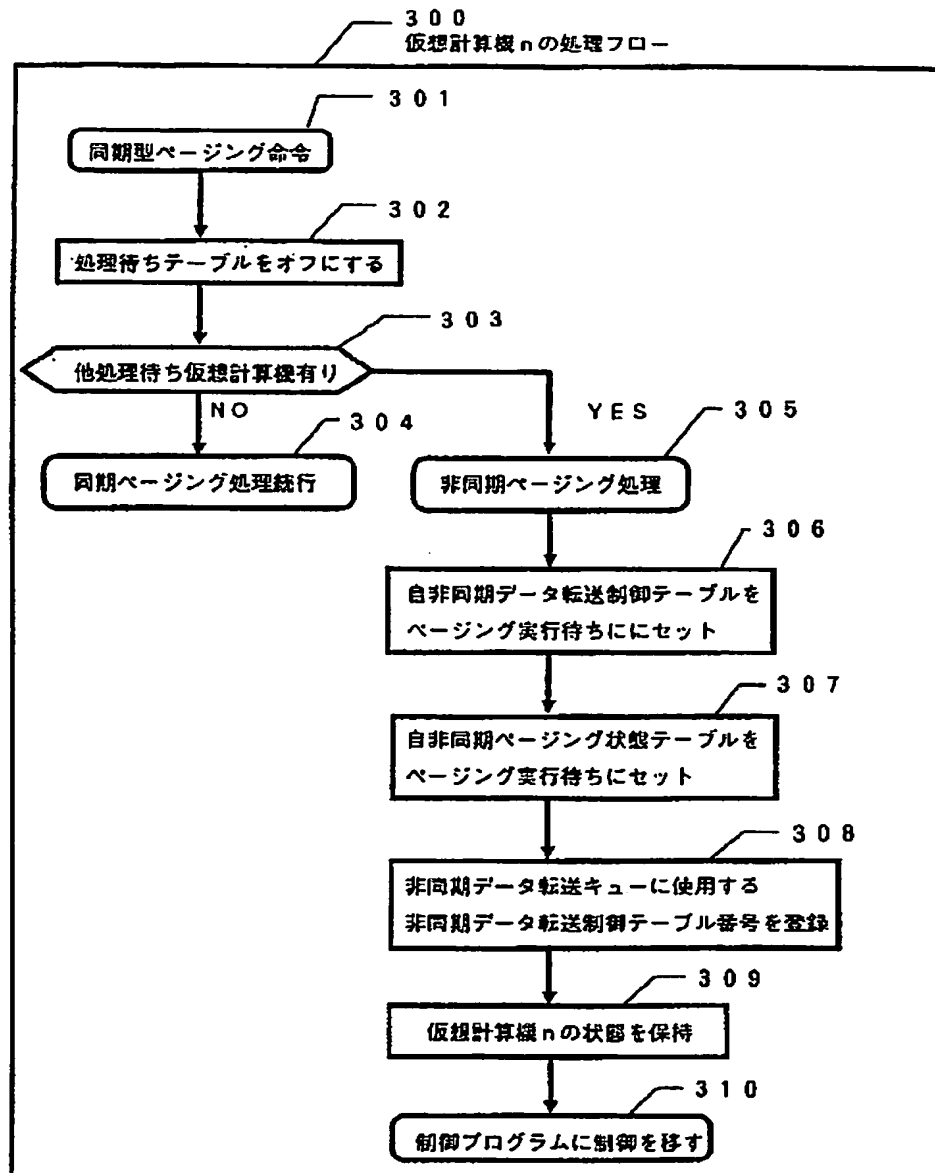 300
仮想計算機nの処理フロー
301
同期型ページング命令
302
処理待ちテーブルをオフにする
303
他処理待ち仮想計算機有り
NO
YES
304
同期ページング処理続行
305
非同期ページング処理
306
自非同期データ転送制御テーブルを
ページング実行待ちににセット
307
自非同期ページング状態テーブルを
ページング実行待ちにセット
308
非同期データ転送キューに使用する
非同期データ転送制御テーブル番号を登録
309
仮想計算機nの状態を保持
310
制御プログラムに制御を移す